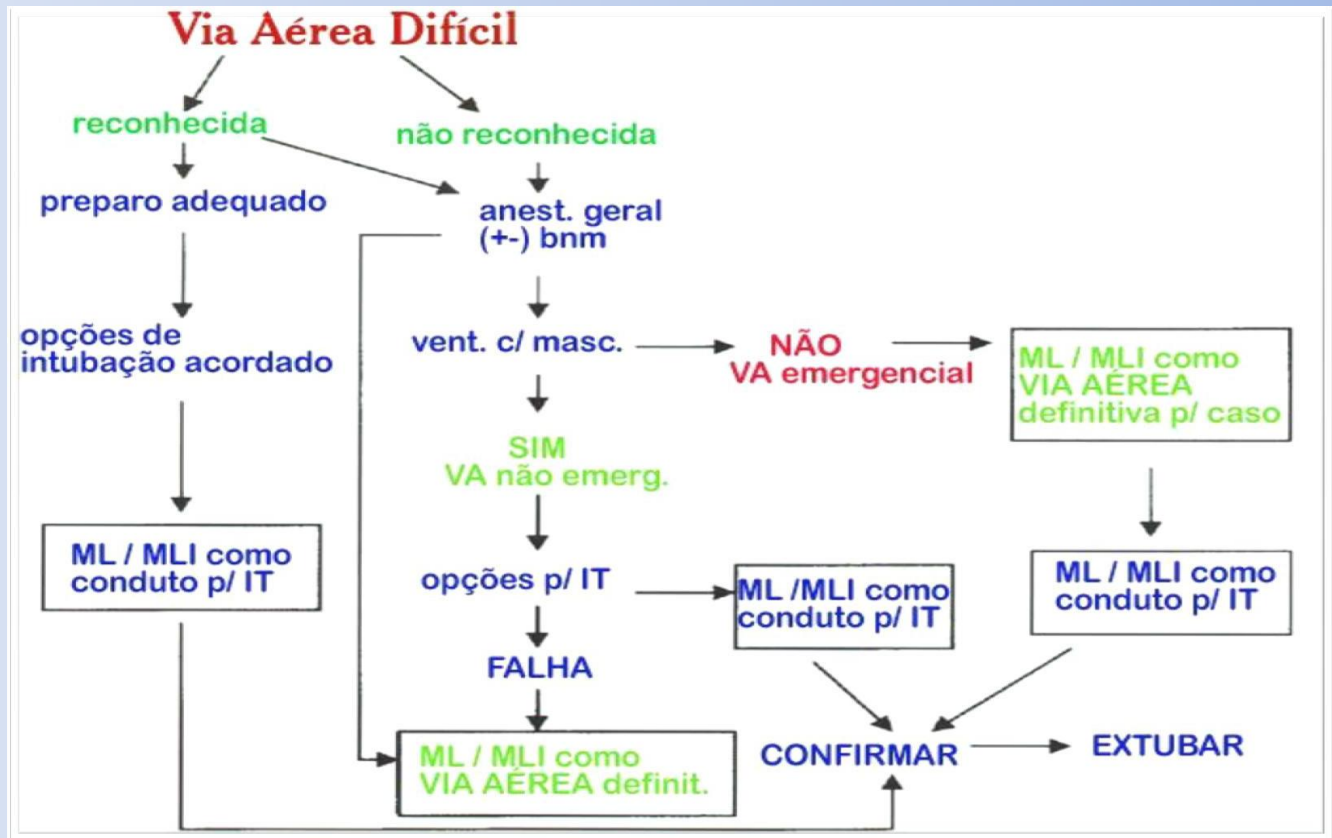 Via Aérea Difícil
reconhecida
não reconhecida
preparo adequado
anest. geral
(+-) bnm
opções de
intubação acordado
vent. c/ masc.
NÃO
VA emergencial
ML / MLI como
VIA AÉREA
definitiva p/ caso
SIM
VA não emerg.
ML / MLI como
conduto p/ IT
opções p/ IT
ML /MLI como
conduto p/ IT
ML / MLI como
conduto p/ IT
FALHA
ML / MLI como
VIA AÉREA definit.
CONFIRMAR
EXTUBAR